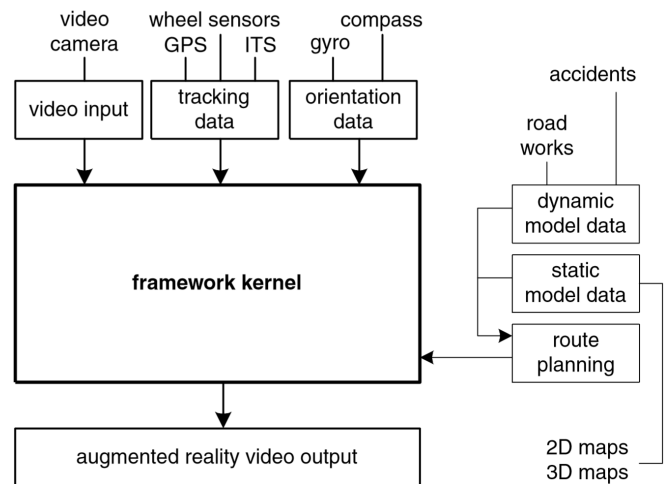 video
camera
wheel sensors
GPS
ITS
compass
gyro
video input
tracking
data
orientation
data
accidents
road
works
dynamic
model data
static
model data
route
planning
framework kernel
augmented reality video output
2D maps
3D maps